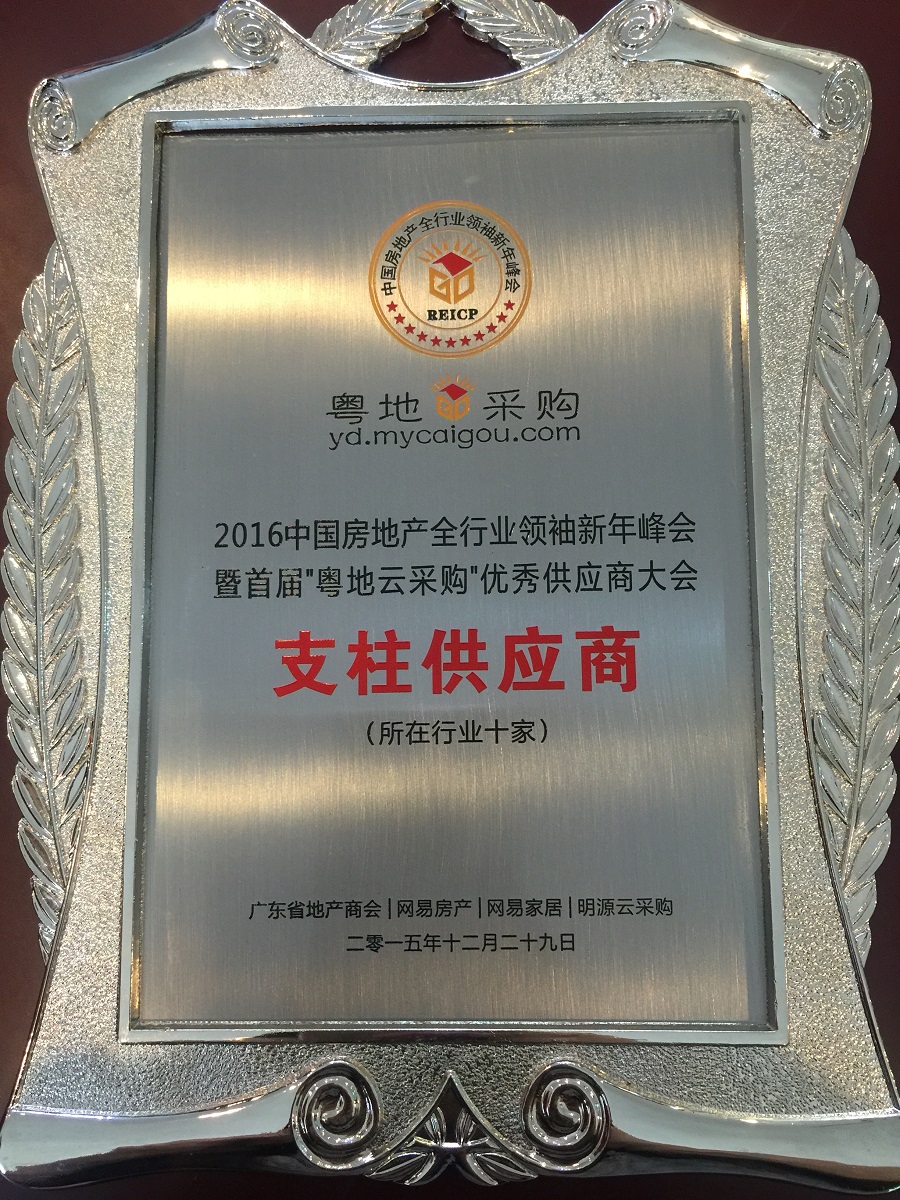 中国房地产全行业领袖新年峰会
GO
REICP
粤地GO采购
yd.mycaigou.com
2016中国房地产全行业领袖新年峰会
暨首届"粤地云采购"优秀供应商大会
支柱供应商
（所在行业十家）
广东省地产商会|网易房产|网易家居|明源云采购
二零一五年十二月二十九日